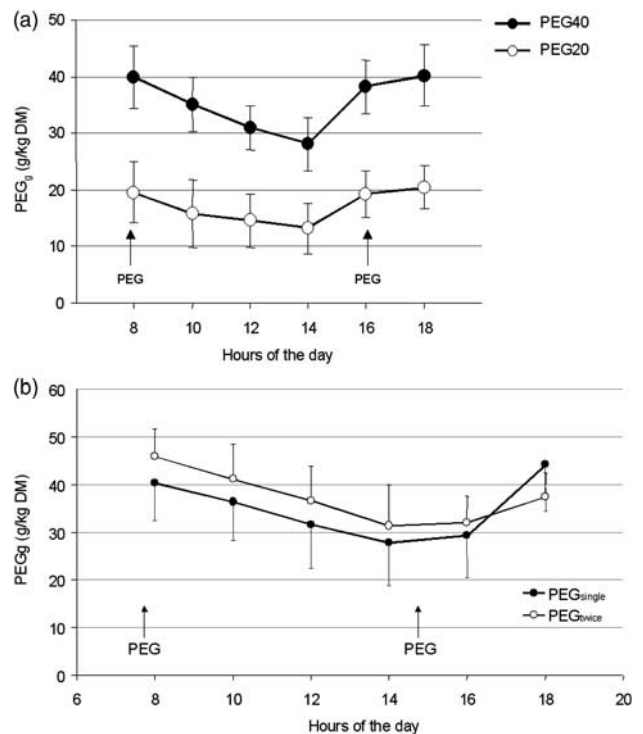 (a)
50
40
30
20
10
0
PEG_g (g/kg DM)
PEG40
PEG20
PEG
PEG
8 10 12 14 16 18
Hours of the day
(b)
60
50
40
30
20
10
0
PEGg (g/kg DM)
PEGsingle
PEGtwice
PEG
PEG
6 8 10 12 14 16 18 20
Hours of the day